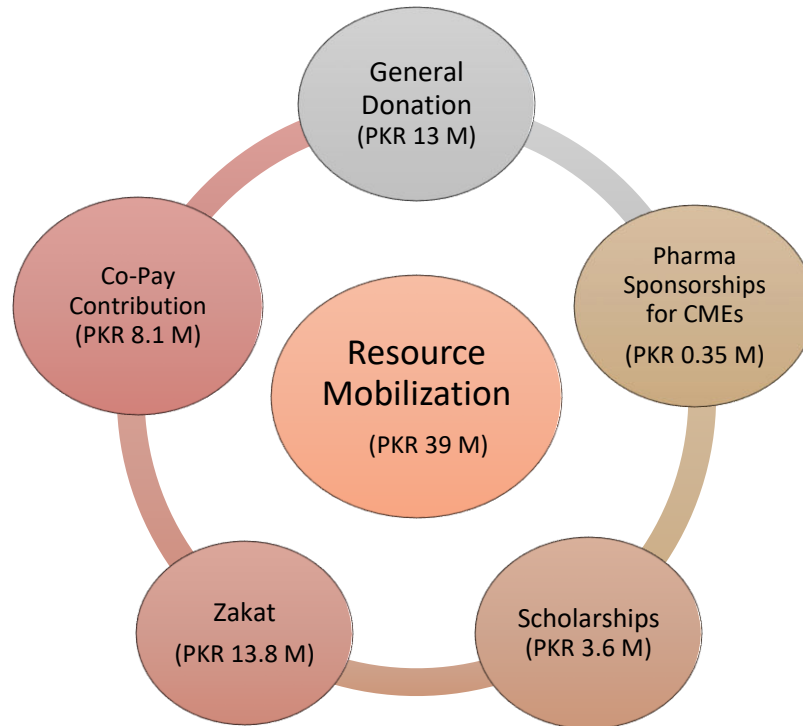 General
Donation
(PKR 13 M)
Pharma
Sponsorships
for CMEs
(PKR 0.35 M)
Co-Pay
Contribution
(PKR 8.1 M)
Resource
Mobilization
(PKR 39 M)
Zakat
(PKR 13.8 M)
Scholarships
(PKR 3.6 M)